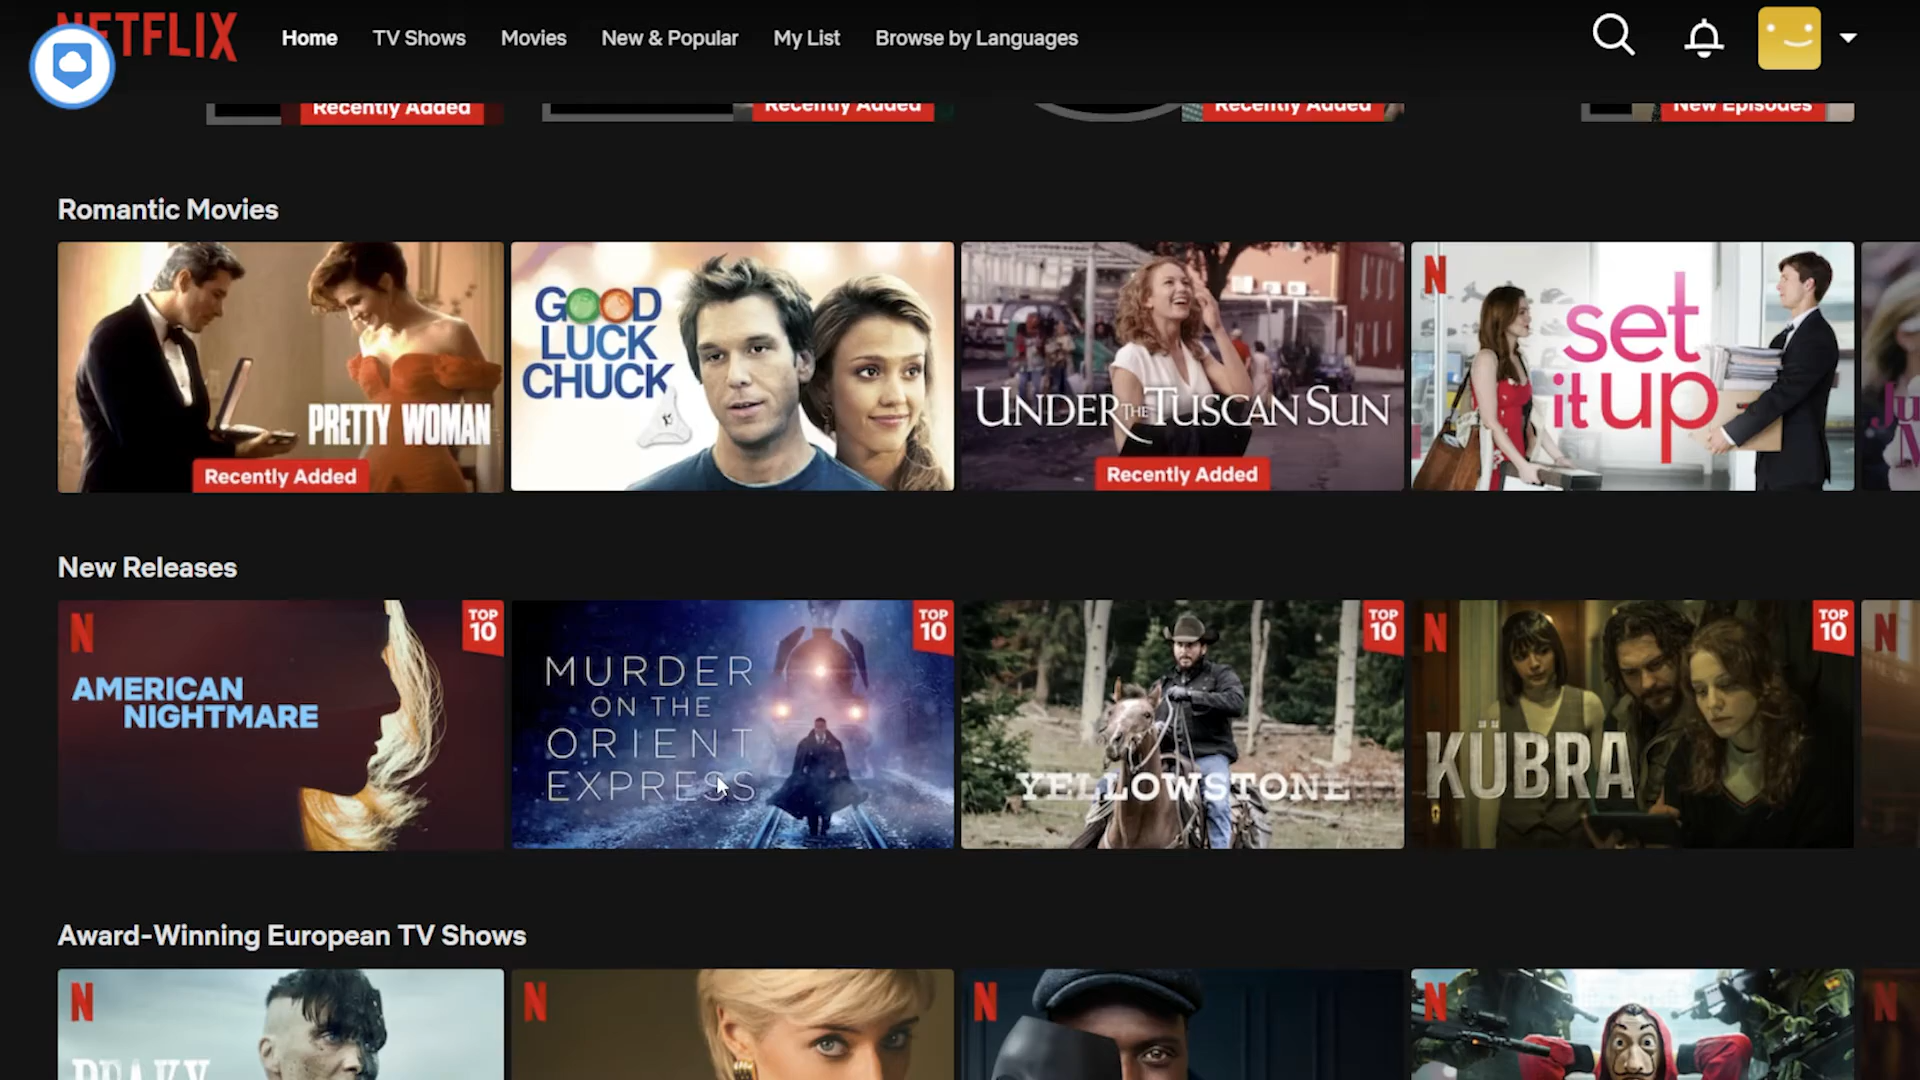 NETFLIX
Home TV Shows Movies New & Popular My List Browse by Languages
Recently Added
Recently Added
Recently Added
New Episodes
Romantic Movies
PRETTY WOMAN
Recently Added
GOOD
LUCK
CHUCK
UNDER THE TUSCAN SUN
Recently Added
N
set
it up
New Releases
N
TOP
10
AMERICAN
NIGHTMARE
TOP
10
MURDER
ON THE
ORIENT
EXPRESS
TOP
10
YELLOWSTONE
N
TOP
10
KÜBRA
N
Award-Winning European TV Shows
N
PEAKY
N
N
N
N